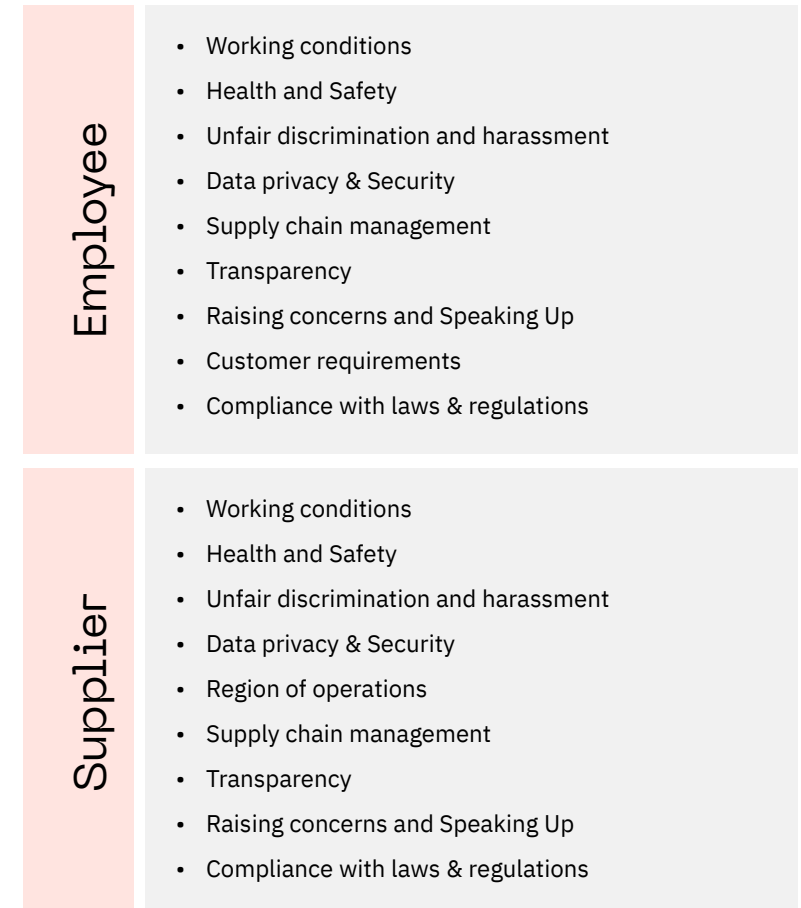 Employee
• Working conditions
• Health and Safety
• Unfair discrimination and harassment
• Data privacy & Security
• Supply chain management
• Transparency
• Raising concerns and Speaking Up
• Customer requirements
• Compliance with laws & regulations
Supplier
• Working conditions
• Health and Safety
• Unfair discrimination and harassment
• Data privacy & Security
• Region of operations
• Supply chain management
• Transparency
• Raising concerns and Speaking Up
• Compliance with laws & regulations